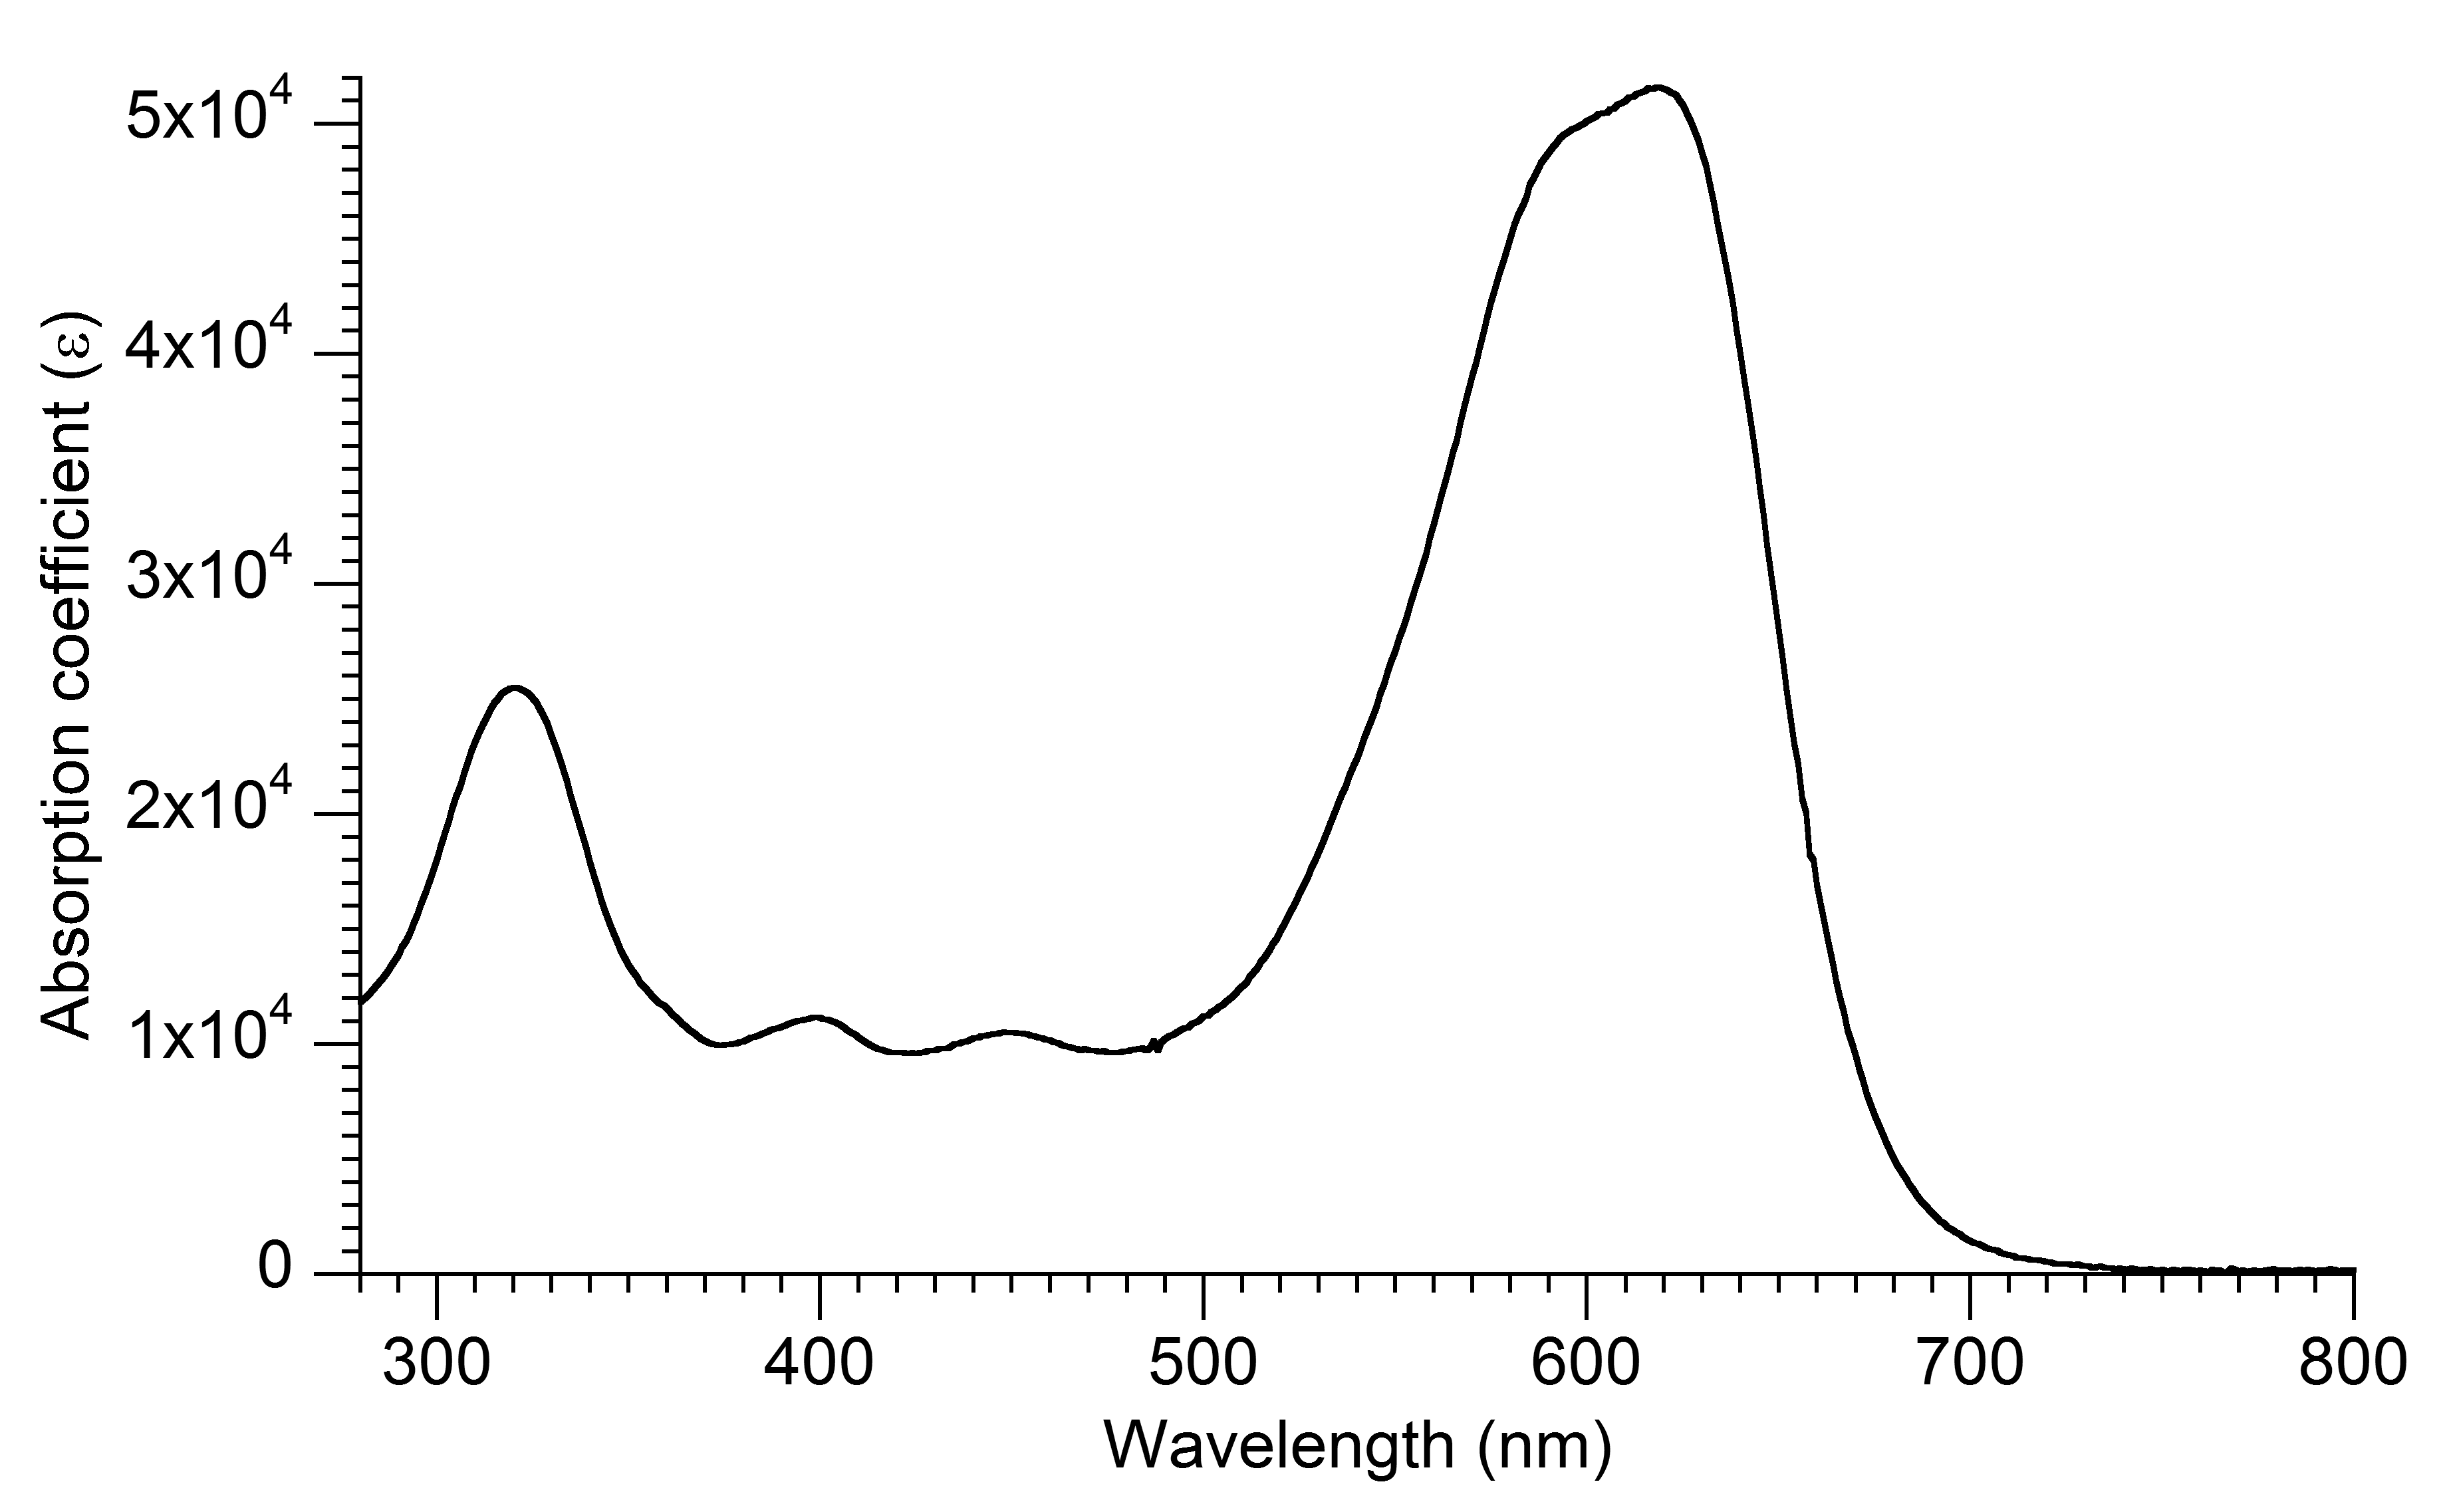 Absorption coefficient (ε)
5x10⁴
4x10⁴
3x10⁴
2x10⁴
1x10⁴
0
300 400 500 600 700 800
Wavelength (nm)